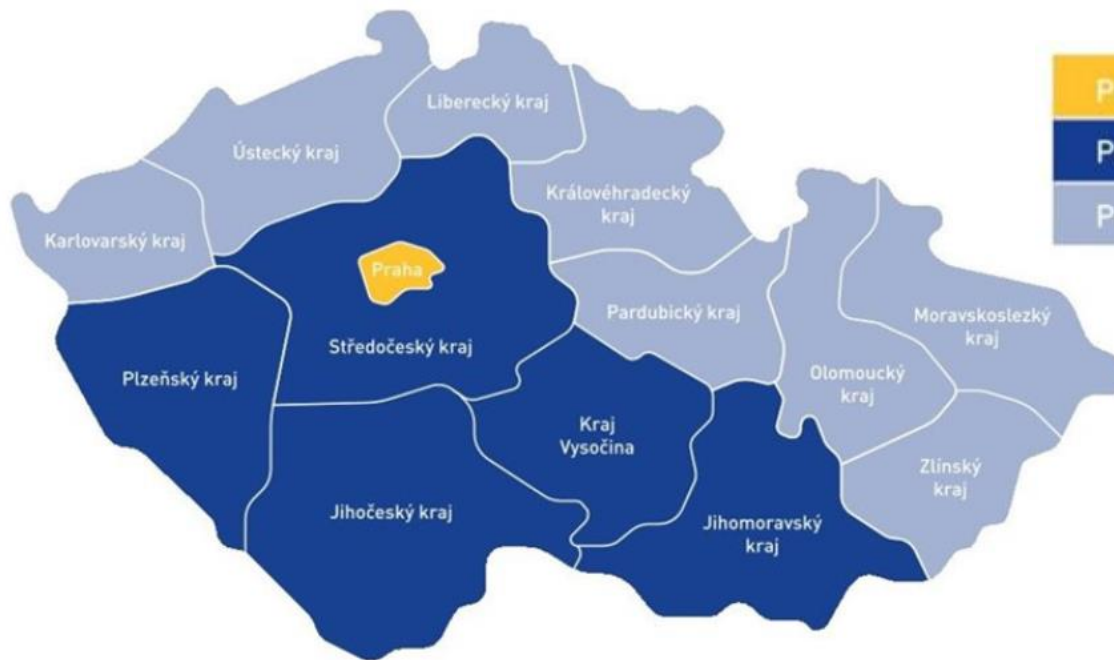 Liberecký kraj
P
Ústecký kraj
P
Královéhradecký
kraj
P
Karlovarský kraj
Praha
Pardubický kraj
Moravskoslezký
kraj
Středočeský kraj
Plzeňský kraj
Olomoucký
kraj
Kraj
Vysočina
Zlínský
kraj
Jihočeský kraj
Jihomoravský
kraj